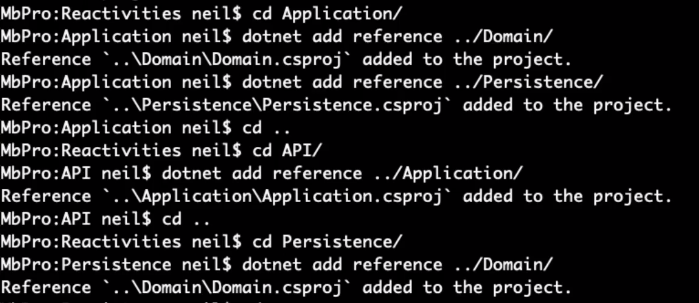 MbPro:Reactivities neil$ cd Application/
MbPro:Application neil$ dotnet add reference ../Domain/
Reference `..\Domain\Domain.csproj` added to the project.
MbPro:Application neil$ dotnet add reference ../Persistence/
Reference `..\Persistence\Persistence.csproj` added to the project.
MbPro:Application neil$ cd ..
MbPro:Reactivities neil$ cd API/
MbPro:API neil$ dotnet add reference ../Application/
Reference `..\Application\Application.csproj` added to the project.
MbPro:API neil$ cd ..
MbPro:Reactivities neil$ cd Persistence/
MbPro:Persistence neil$ dotnet add reference ../Domain/
Reference `..\Domain\Domain.csproj` added to the project.